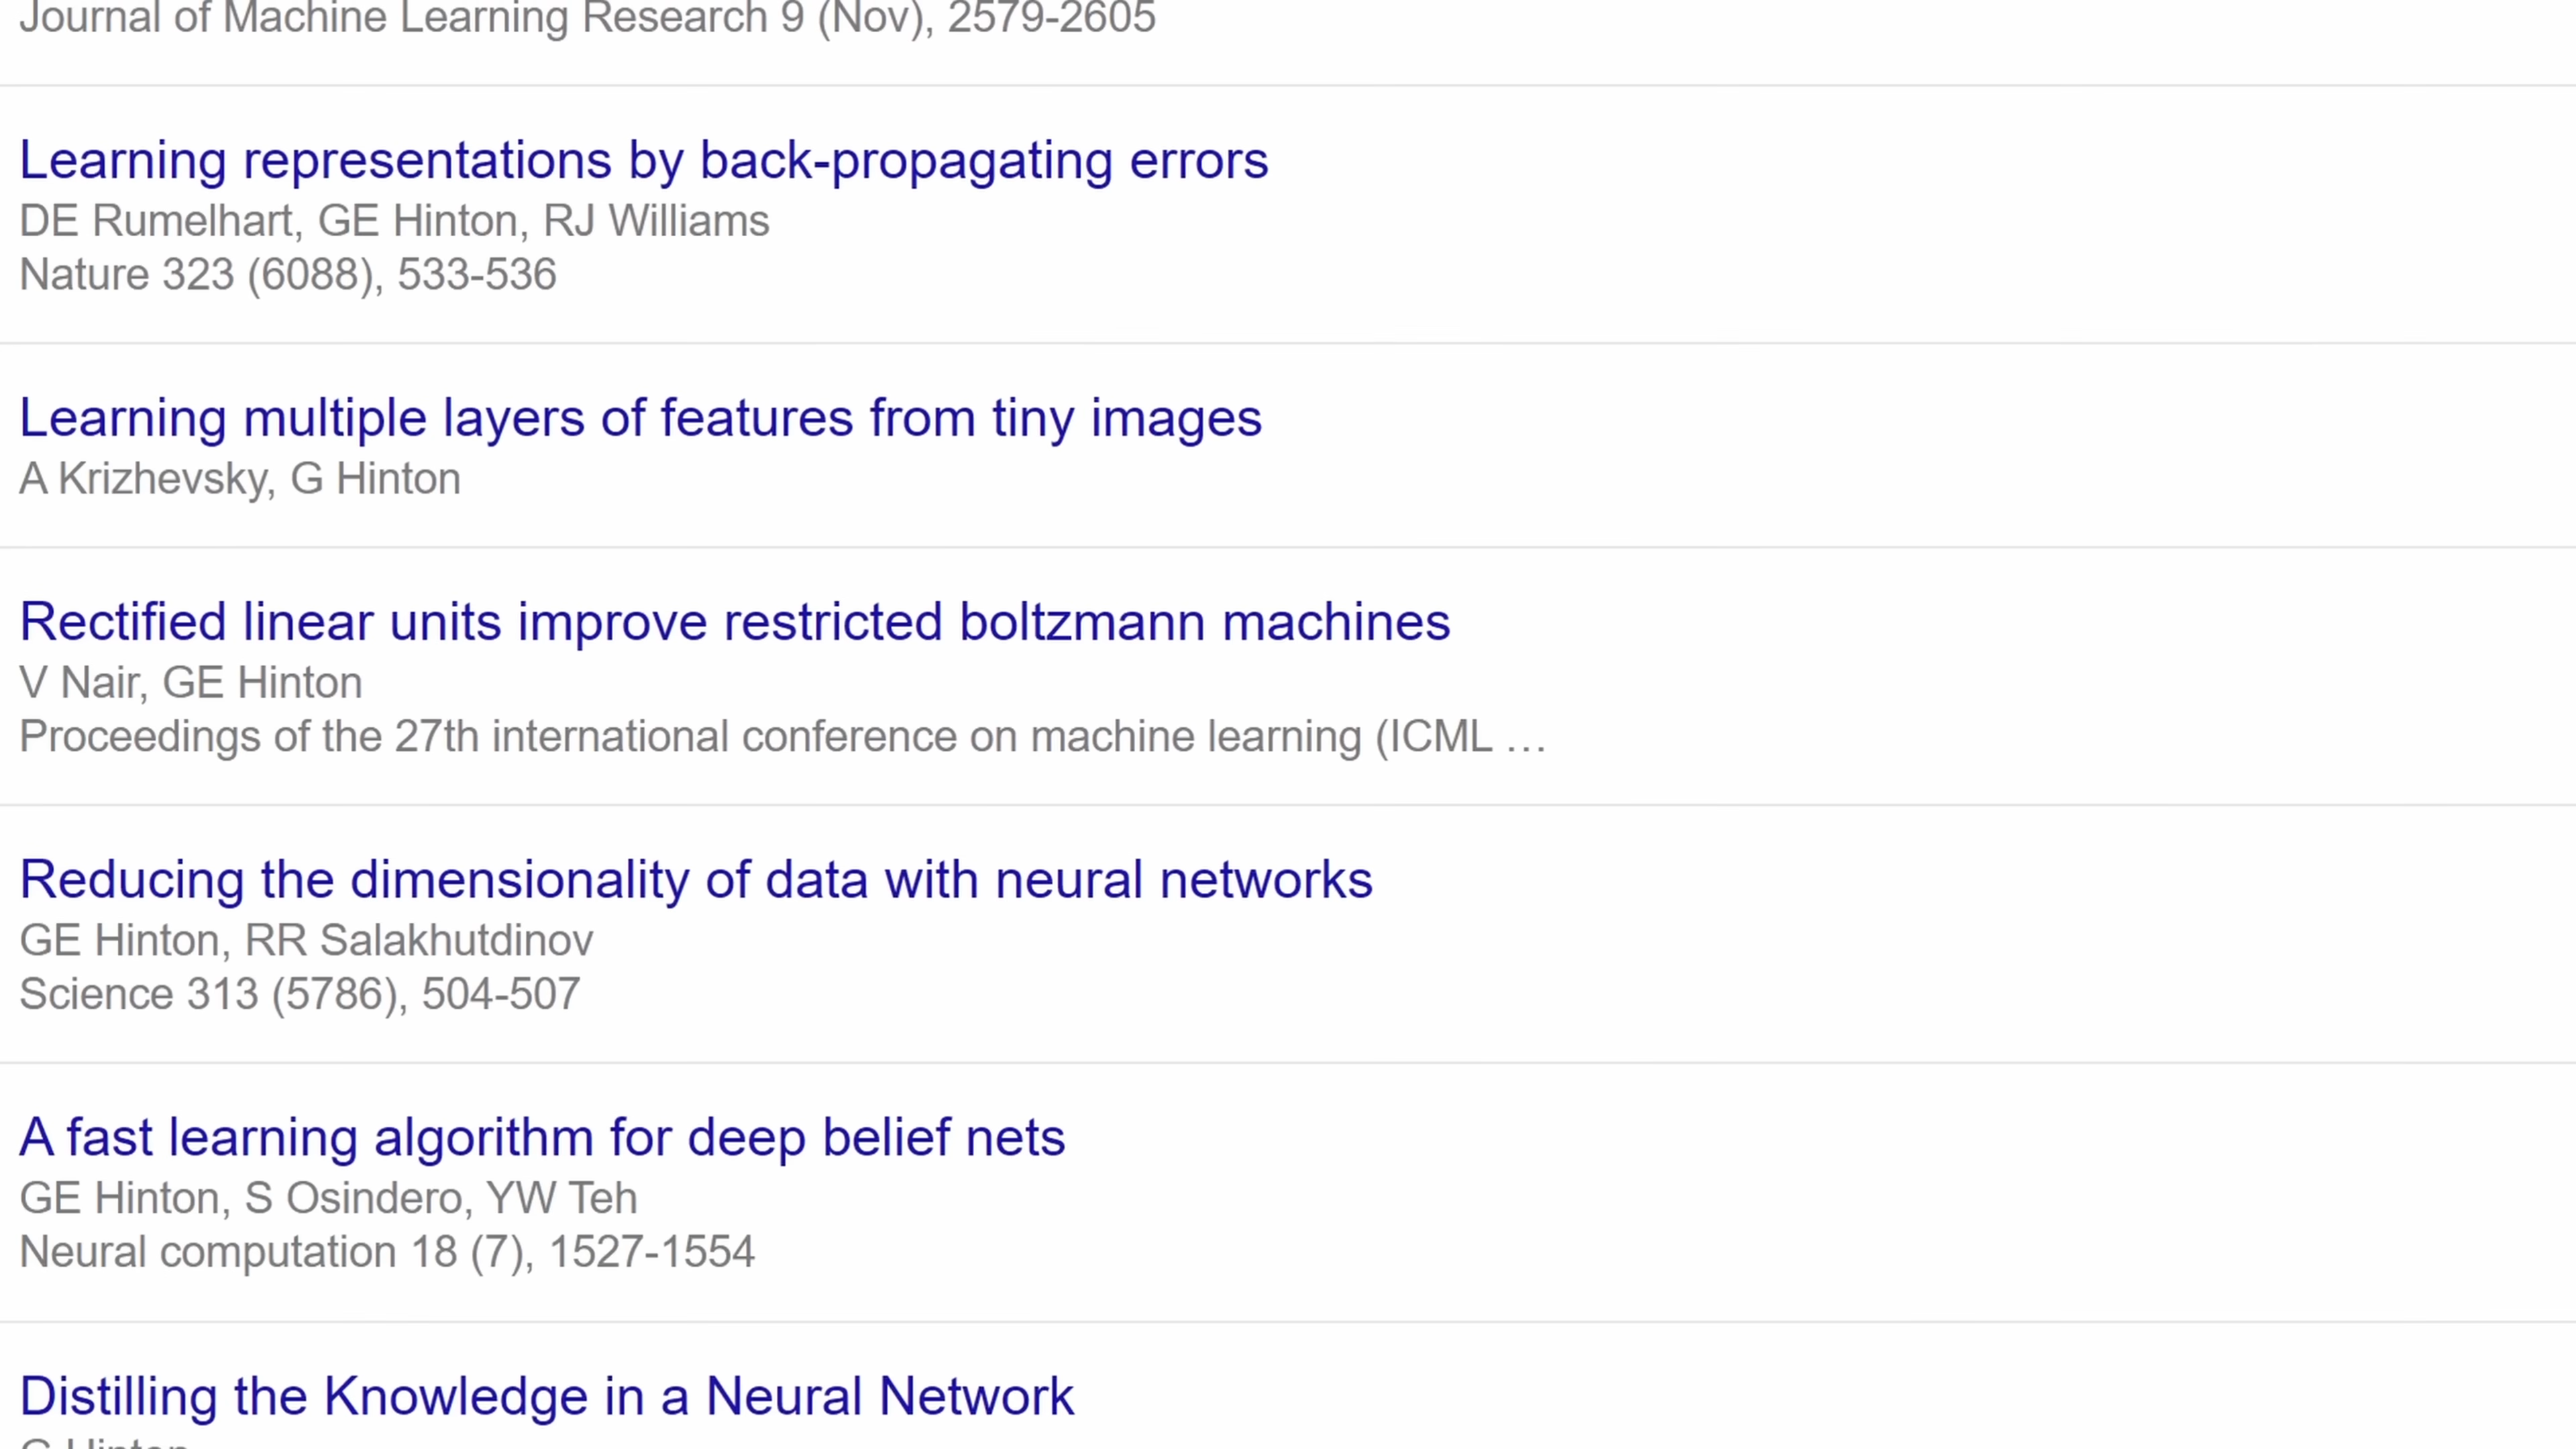 Journal of Machine Learning Research 9 (Nov), 2579-2605
Learning representations by back-propagating errors
DE Rumelhart, GE Hinton, RJ Williams
Nature 323 (6088), 533-536
Learning multiple layers of features from tiny images
A Krizhevsky, G Hinton
Rectified linear units improve restricted boltzmann machines
V Nair, GE Hinton
Proceedings of the 27th international conference on machine learning (ICML …
Reducing the dimensionality of data with neural networks
GE Hinton, RR Salakhutdinov
Science 313 (5786), 504-507
A fast learning algorithm for deep belief nets
GE Hinton, S Osindero, YW Teh
Neural computation 18 (7), 1527-1554
Distilling the Knowledge in a Neural Network
G Hinton